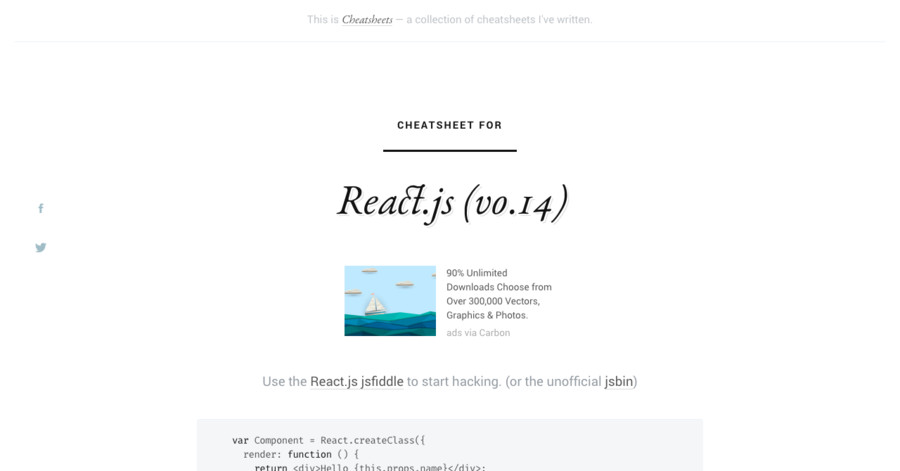 This is Cheatsheets — a collection of cheatsheets I've written.
CHEATSHEET FOR
React.js (v0.14)
90% Unlimited
Downloads Choose from
Over 300,000 Vectors,
Graphics & Photos.
ads via Carbon
Use the React.js jsfiddle to start hacking. (or the unofficial jsbin)
var Component = React.createClass({
  render: function () {
    return <div>Hello {this.props.name}</div>;